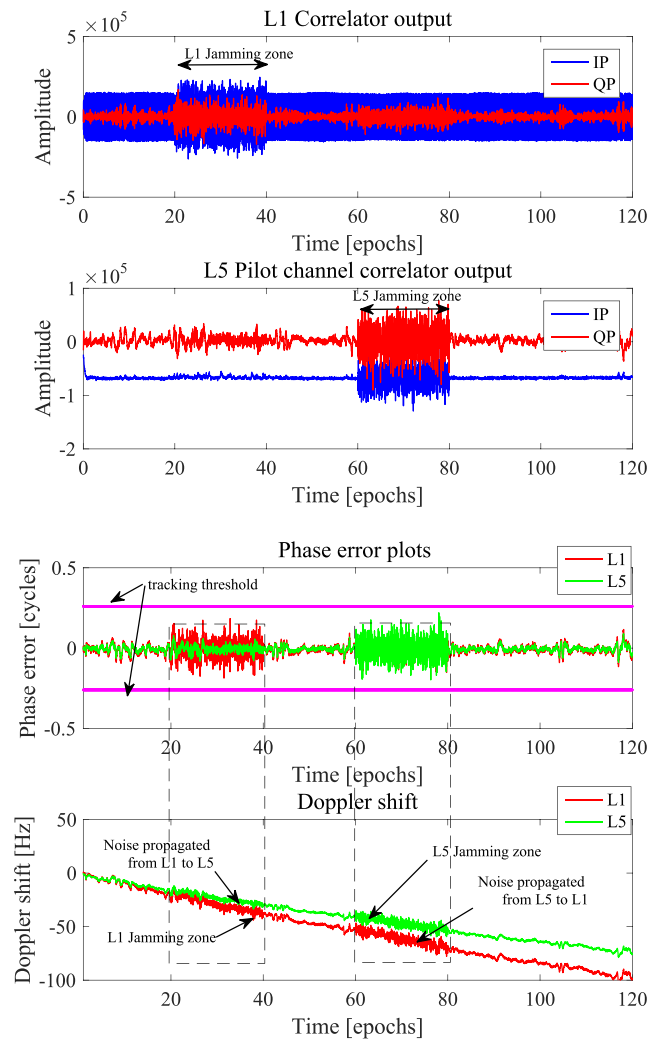 L1 Correlator output
×10⁵
5
0
-5
Amplitude
L1 Jamming zone
IP
QP
0 20 40 60 80 100 120
Time [epochs]
L5 Pilot channel correlator output
×10⁵
1
0
-1
-2
Amplitude
L5 Jamming zone
IP
QP
0 20 40 60 80 100 120
Time [epochs]
Phase error plots
0.5
0
-0.5
Phase error [cycles]
tracking threshold
L1
L5
20 40 60 80 100 120
Time [epochs]
Doppler shift
50
0
-50
-100
Doppler shift [Hz]
Noise propagated
from L1 to L5
L1 Jamming zone
L5 Jamming zone
Noise propagated
from L5 to L1
L1
L5
20 40 60 80 100 120
Time [epochs]